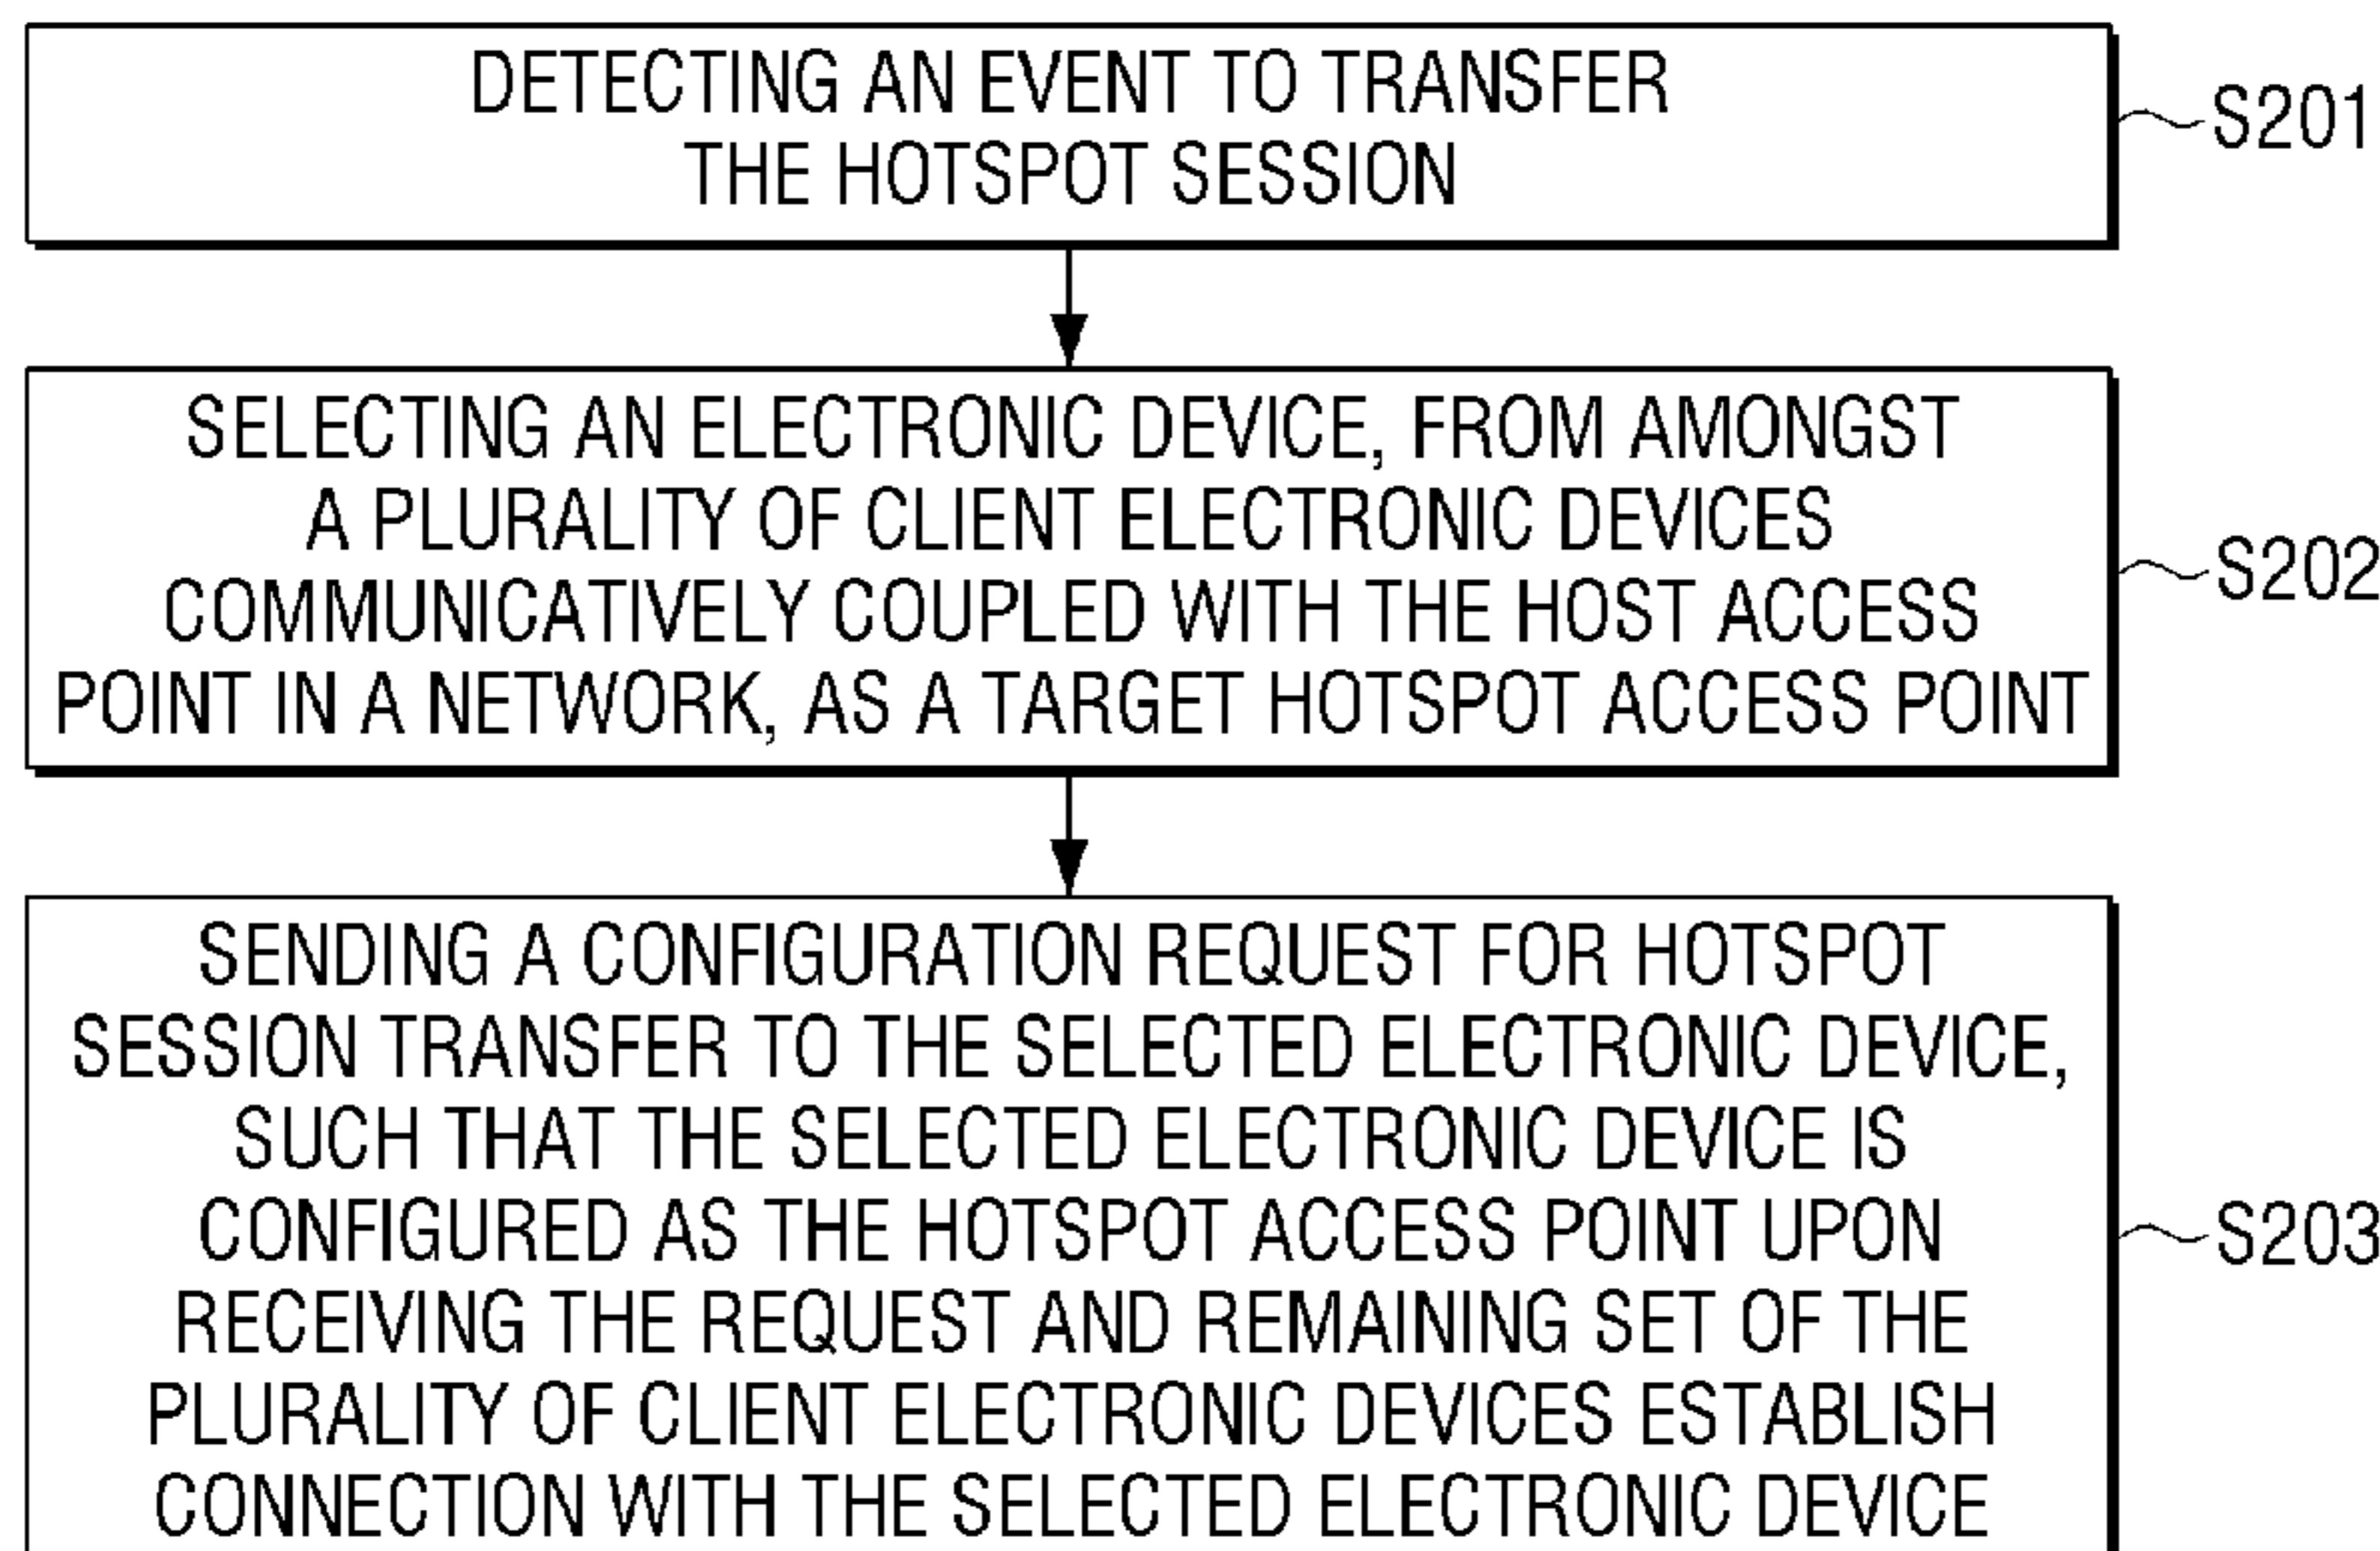 DETECTING AN EVENT TO TRANSFER
THE HOTSPOT SESSION
S201
SELECTING AN ELECTRONIC DEVICE, FROM AMONGST
A PLURALITY OF CLIENT ELECTRONIC DEVICES
COMMUNICATIVELY COUPLED WITH THE HOST ACCESS
POINT IN A NETWORK, AS A TARGET HOTSPOT ACCESS POINT
S202
SENDING A CONFIGURATION REQUEST FOR HOTSPOT
SESSION TRANSFER TO THE SELECTED ELECTRONIC DEVICE,
SUCH THAT THE SELECTED ELECTRONIC DEVICE IS
CONFIGURED AS THE HOTSPOT ACCESS POINT UPON
RECEIVING THE REQUEST AND REMAINING SET OF THE
PLURALITY OF CLIENT ELECTRONIC DEVICES ESTABLISH
CONNECTION WITH THE SELECTED ELECTRONIC DEVICE
S203